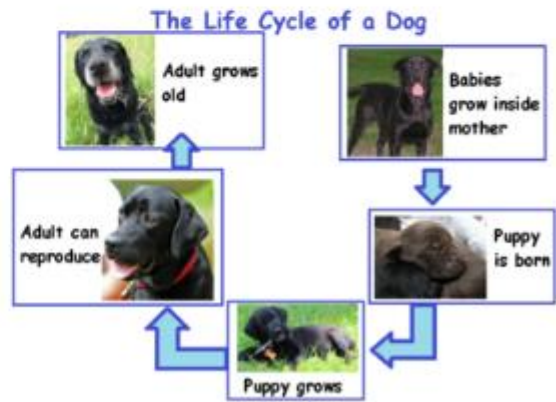 The Life Cycle of a Dog
Babies
grow inside
mother
Puppy
is born
Puppy grows
Adult can
reproduce
Adult grows
old